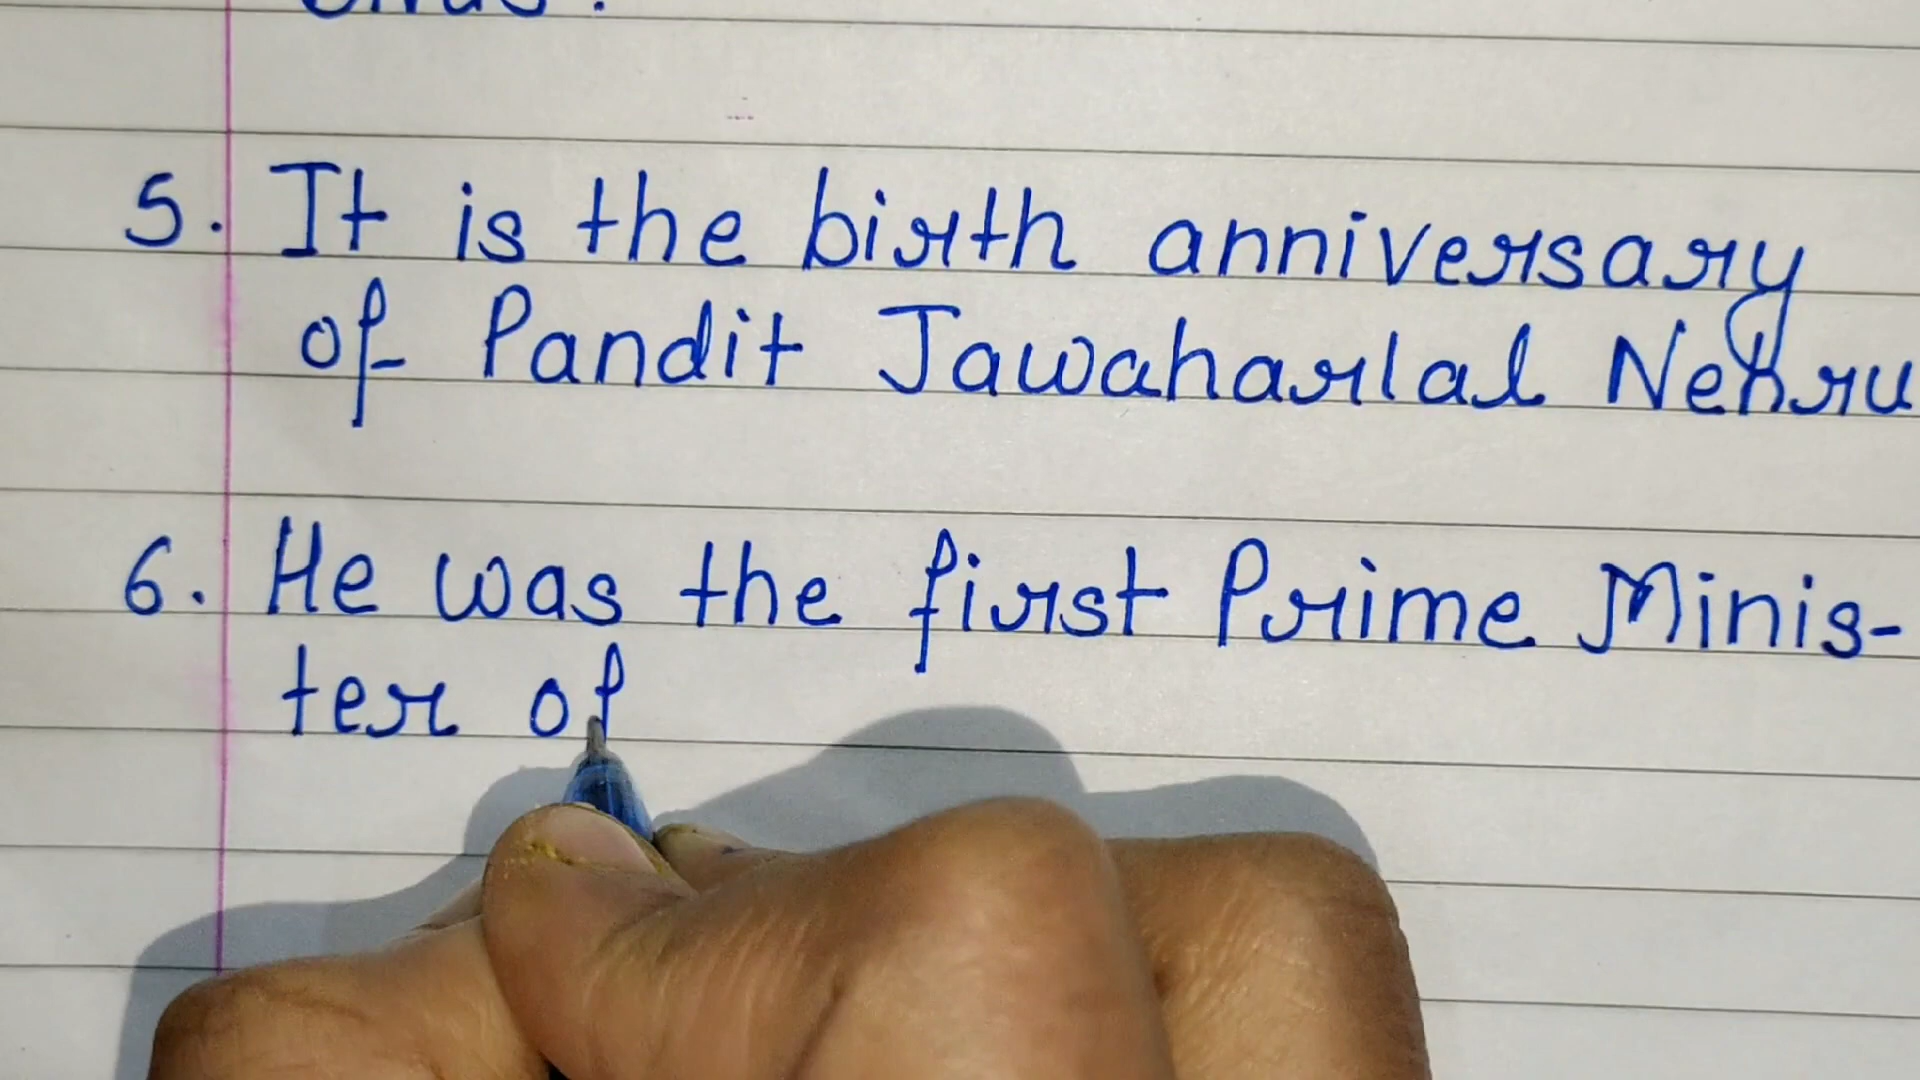 5. It is the birth anniversary
of Pandit Jawaharlal Nehru
6. He was the first Prime Minis-
ter of